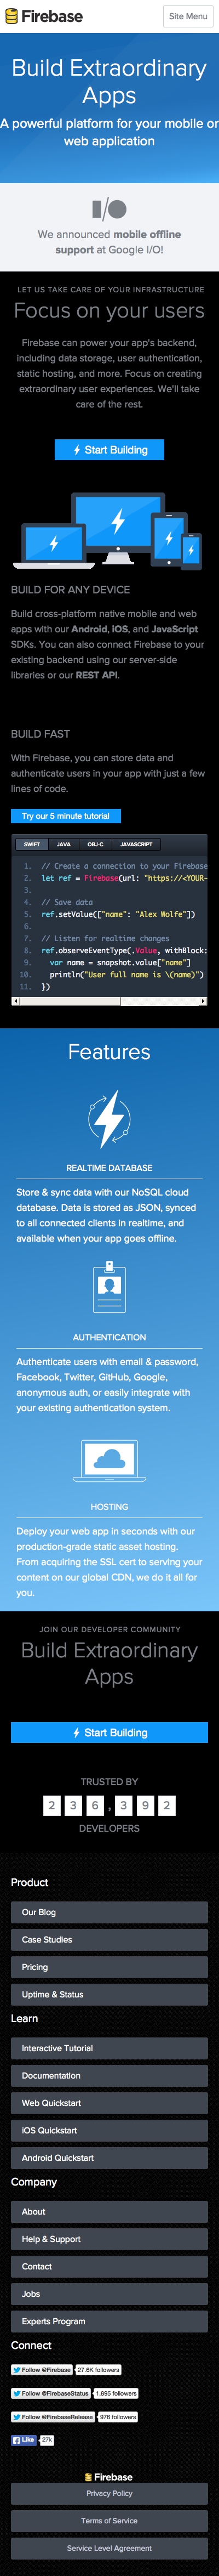 Firebase
Site Menu
Build Extraordinary
Apps
A powerful platform for your mobile or
web application
I/O
We announced mobile offline
support at Google I/O!
LET US TAKE CARE OF YOUR INFRASTRUCTURE
Focus on your users
Firebase can power your app's backend,
including data storage, user authentication,
static hosting, and more. Focus on creating
extraordinary user experiences. We'll take
care of the rest.
Start Building
BUILD FOR ANY DEVICE
Build cross-platform native mobile and web
apps with our Android, iOS, and JavaScript
SDKs. You can also connect Firebase to your
existing backend using our server-side
libraries or our REST API.
BUILD FAST
With Firebase, you can store data and
authenticate users in your app with just a few
lines of code.
Try our 5 minute tutorial
SWIFT JAVA OBJ-C JAVASCRIPT
1. // Create a connection to your Firebase
2. let ref = Firebase(url: "https://<YOUR-
3.
4. // Save data
5. ref.setValue(["name": "Alex Wolfe"])
6.
7. // Listen for realtime changes
8. ref.observeEventType(.Value, withBlock:
9. var name = snapshot.value["name"]
10. println("User full name is \(name)")
11. })
Features
REALTIME DATABASE
Store & sync data with our NoSQL cloud
database. Data is stored as JSON, synced
to all connected clients in realtime, and
available when your app goes offline.
AUTHENTICATION
Authenticate users with email & password,
Facebook, Twitter, GitHub, Google,
anonymous auth, or easily integrate with
your existing authentication system.
HOSTING
Deploy your web app in seconds with our
production-grade static asset hosting.
From acquiring the SSL cert to serving your
content on our global CDN, we do it all for
you.
JOIN OUR DEVELOPER COMMUNITY
Build Extraordinary
Apps
Start Building
TRUSTED BY
236,392
DEVELOPERS
Product
Our Blog
Case Studies
Pricing
Uptime & Status
Learn
Interactive Tutorial
Documentation
Web Quickstart
iOS Quickstart
Android Quickstart
Company
About
Help & Support
Contact
Jobs
Experts Program
Connect
Follow @Firebase 27.6K followers
Follow @FirebaseStatus 1,895 followers
Follow @FirebaseRelease 976 followers
Like 27k
Firebase
Privacy Policy
Terms of Service
Service Level Agreement